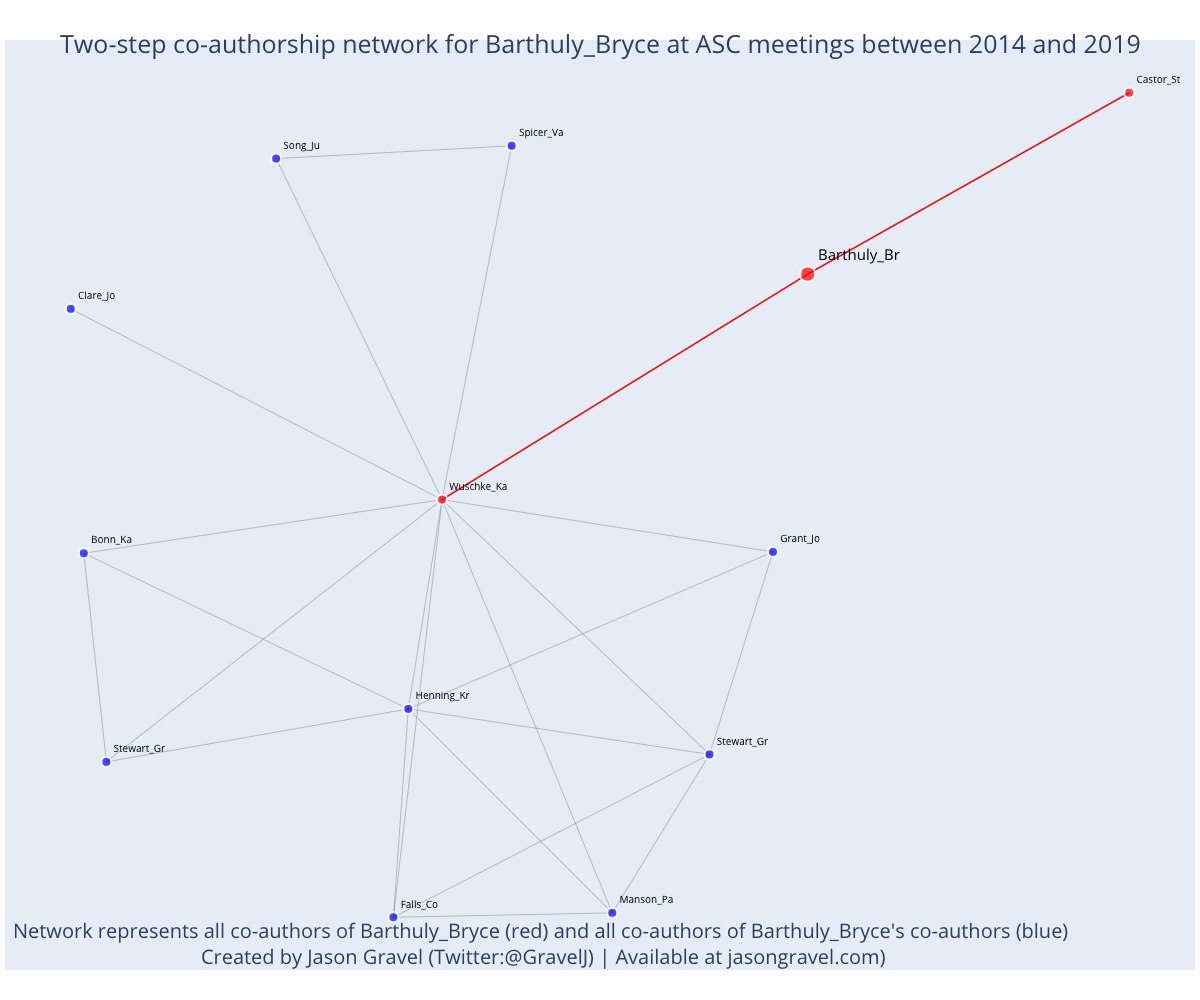 Two-step co-authorship network for Barthuly_Bryce at ASC meetings between 2014 and 2019
Castor_St
Spicer_Va
Song_Ju
Barthuly_Br
Clare_Jo
Wuschke_Ka
Grant_Jo
Bonn_Ka
Henning_Kr
Stewart_Gr
Stewart_Gr
Manson_Pa
Falls_Co
Network represents all co-authors of Barthuly_Bryce (red) and all co-authors of Barthuly_Bryce's co-authors (blue)
Created by Jason Gravel (Twitter:@GravelJ) | Available at jasongravel.com)